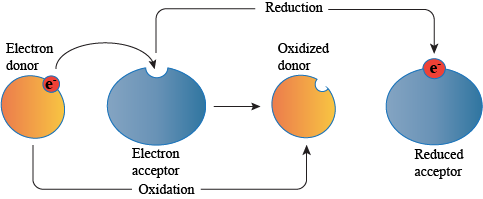 Reduction
Electron
donor
e-
Oxidized
donor
e-
Electron
acceptor
Reduced
acceptor
Oxidation